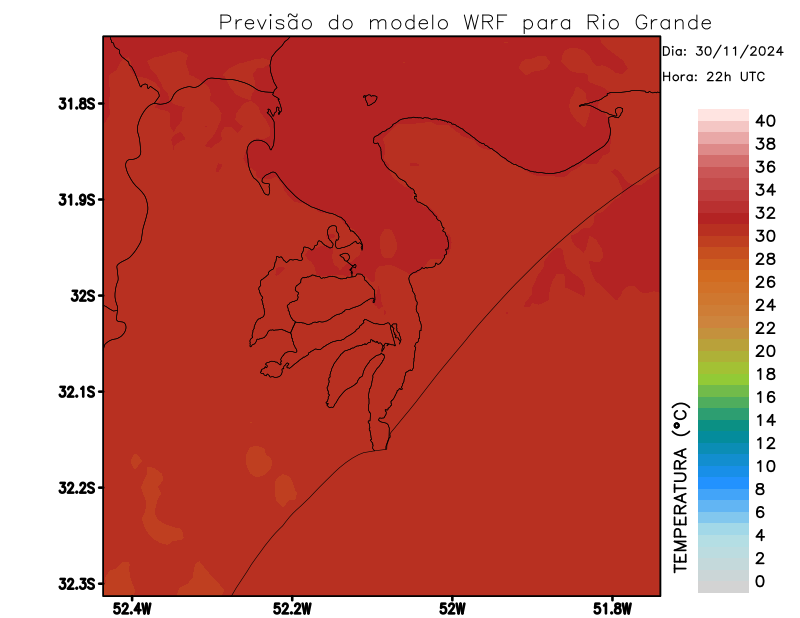 Previsão do modelo WRF para Rio Grande
Dia: 30/11/2024
Hora: 22h UTC
31.8S
31.9S
32S
32.1S
32.2S
32.3S
52.4W
52.2W
52W
51.8W
TEMPERATURA (°C)
40
38
36
34
32
30
28
26
24
22
20
18
16
14
12
10
8
6
4
2
0